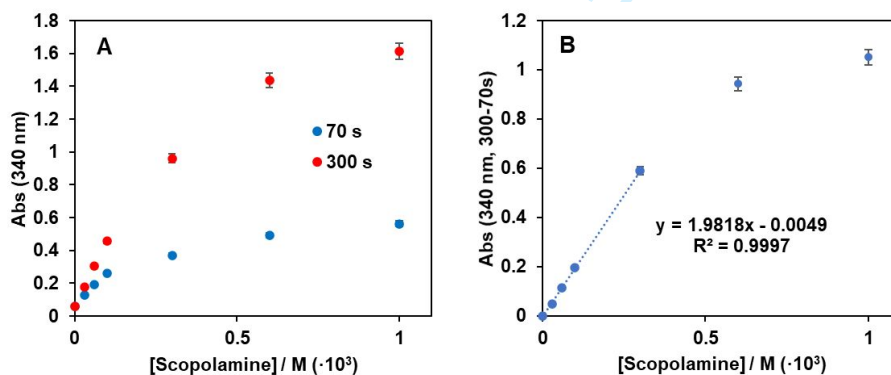 A
Abs (340 nm)
1.8
1.6
1.4
1.2
1
0.8
0.6
0.4
0.2
0
70 s
300 s
0 0.5 1
[Scopolamine] / M (·10³)
B
Abs (340 nm, 300-70s)
1.2
1
0.8
0.6
0.4
0.2
0
y = 1.9818x - 0.0049
R² = 0.9997
0 0.5 1
[Scopolamine] / M (·10³)